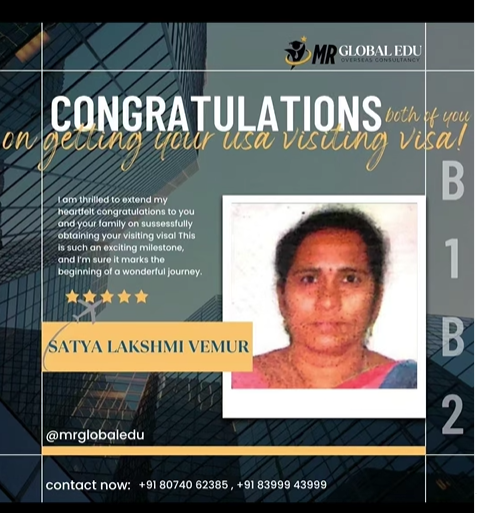 MR GLOBAL EDU
OVERSEAS CONSULTANCY
CONGRATULATIONS both of you
on getting your usa visiting visa!
I am thrilled to extend my
heartfelt congratulations to you
and your family on sussessfully
obtaining your visiting visa! This
is such an exciting milestone,
and I'm sure it marks the
beginning of a wonderful journey.
SATYA LAKSHMI VEMUR
B
1
B
2
@mrglobaledu
contact now: +91 80740 62385 , +91 83999 43999